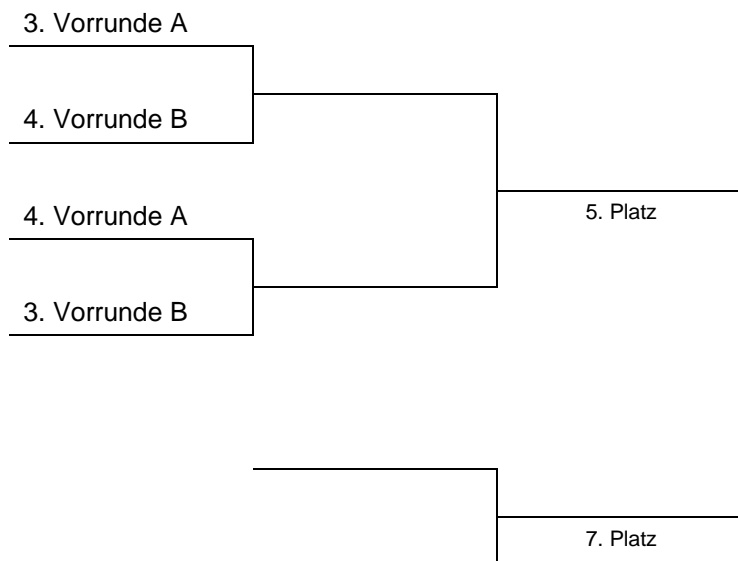 3. Vorrunde A
4. Vorrunde B
4. Vorrunde A
5. Platz
3. Vorrunde B
7. Platz